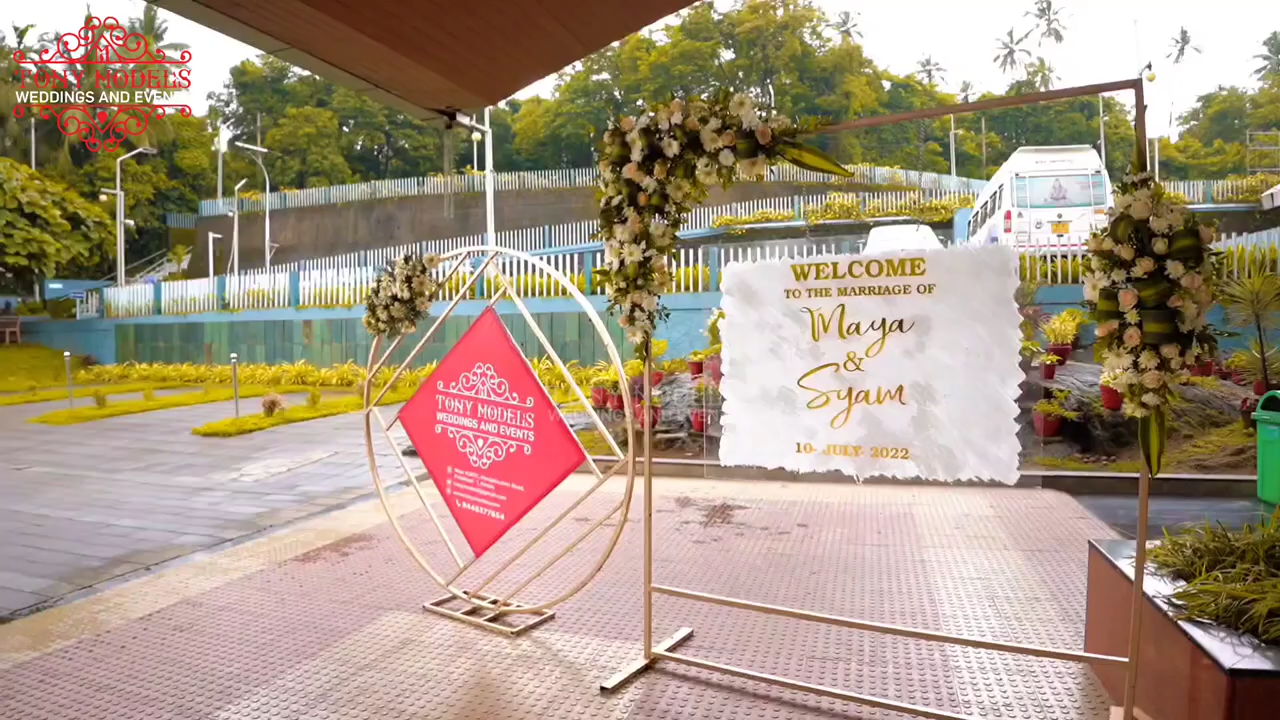 TONY MODELS
WEDDINGS AND EVENTS
WELCOME
TO THE MARRIAGE OF
Maya
&
Syam
10- JULY- 2022
TONY MODELS
WEDDINGS AND EVENTS